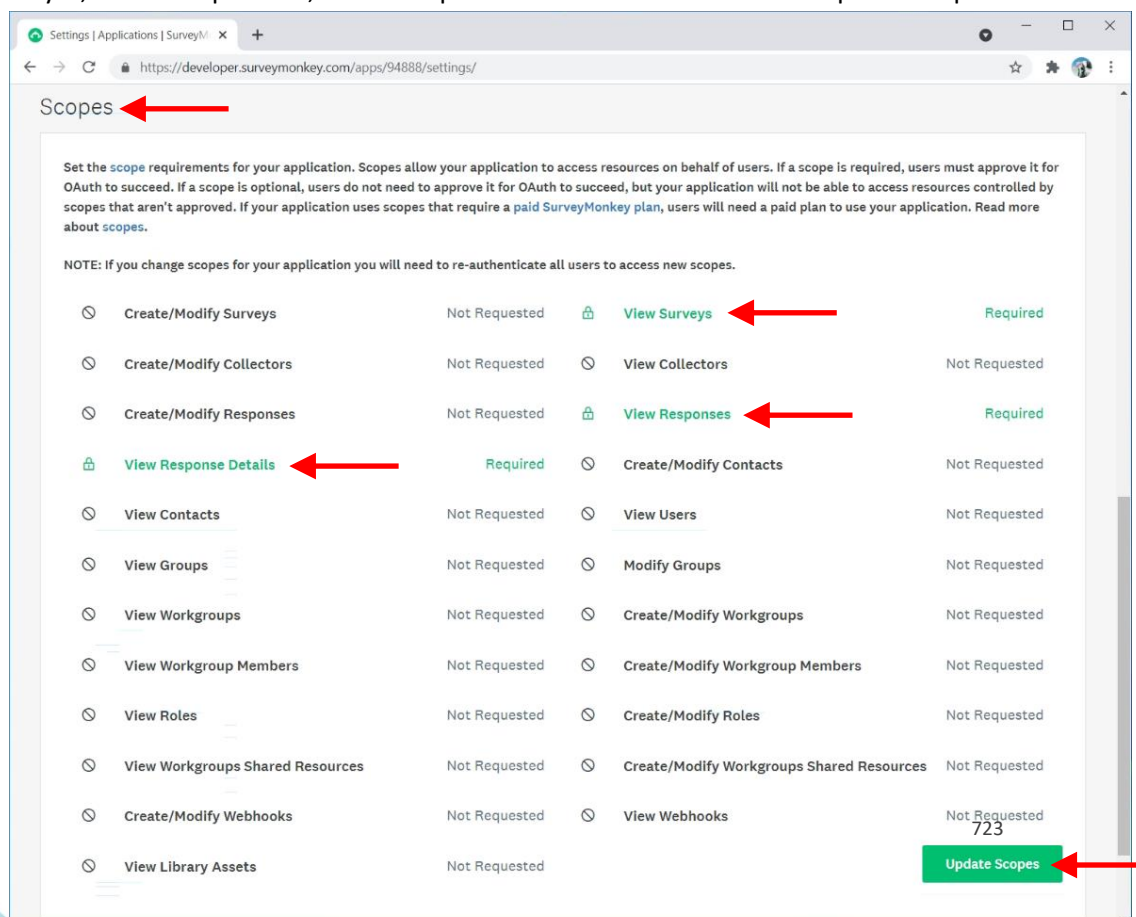 Settings | Applications | SurveyM
https://developer.surveymonkey.com/apps/94888/settings/
Scopes
Set the scope requirements for your application. Scopes allow your application to access resources on behalf of users. If a scope is required, users must approve it for
OAuth to succeed. If a scope is optional, users do not need to approve it for OAuth to succeed, but your application will not be able to access resources controlled by
scopes that aren't approved. If your application uses scopes that require a paid SurveyMonkey plan, users will need a paid plan to use your application. Read more
about scopes.
NOTE: If you change scopes for your application you will need to re-authenticate all users to access new scopes.
Create/Modify Surveys Not Requested View Surveys Required
Create/Modify Collectors Not Requested View Collectors Not Requested
Create/Modify Responses Not Requested View Responses Required
View Response Details Required Create/Modify Contacts Not Requested
View Contacts Not Requested View Users Not Requested
View Groups Not Requested Modify Groups Not Requested
View Workgroups Not Requested Create/Modify Workgroups Not Requested
View Workgroup Members Not Requested Create/Modify Workgroup Members Not Requested
View Roles Not Requested Create/Modify Roles Not Requested
View Workgroups Shared Resources Not Requested Create/Modify Workgroups Shared Resources Not Requested
Create/Modify Webhooks Not Requested View Webhooks Not Requested
723
View Library Assets Not Requested Update Scopes